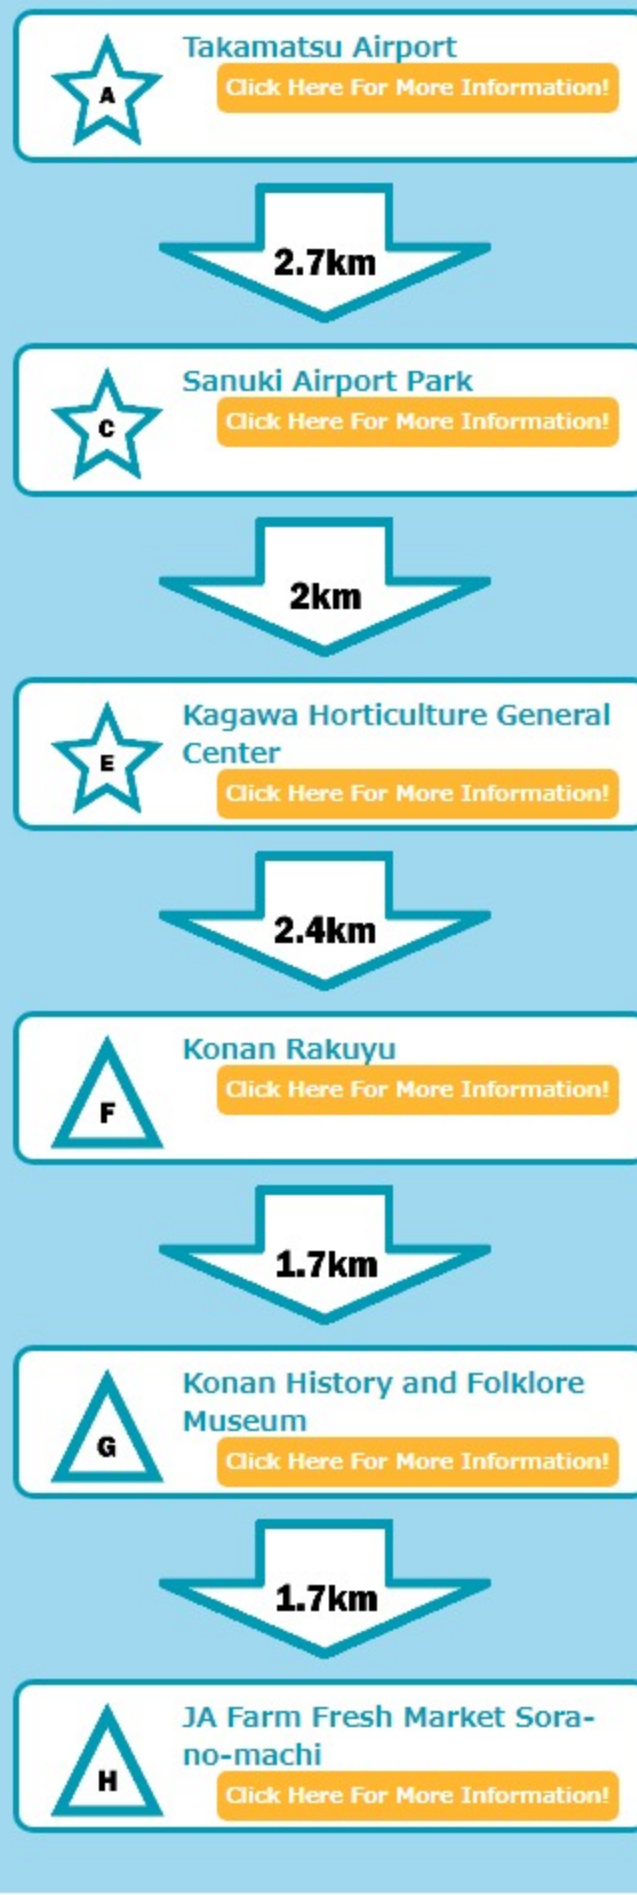 A
Takamatsu Airport
Click Here For More Information!
2.7km
C
Sanuki Airport Park
Click Here For More Information!
2km
E
Kagawa Horticulture General
Center
Click Here For More Information!
2.4km
F
Konan Rakuyu
Click Here For More Information!
1.7km
G
Konan History and Folklore
Museum
Click Here For More Information!
1.7km
H
JA Farm Fresh Market Sora-
no-machi
Click Here For More Information!